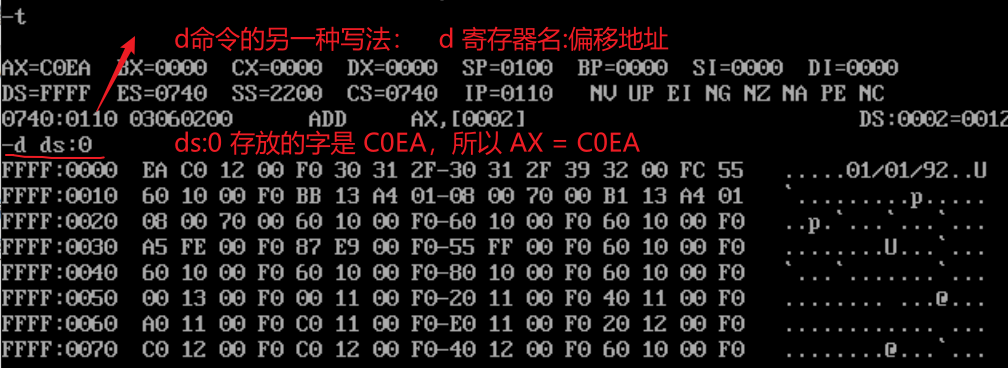 -t
d命令的另一种写法： d 寄存器名:偏移地址
AX=C0EA BX=0000 CX=0000 DX=0000 SP=0100 BP=0000 SI=0000 DI=0000
DS=FFFF ES=0740 SS=2200 CS=0740 IP=0110 NV UP EI NG NZ NA PE NC
0740:0110 03060200 ADD AX,[0002] DS:0002=0012
-d ds:0
ds:0 存放的字是 C0EA，所以 AX = C0EA
FFFF:0000 EA C0 12 00 F0 30 31 2F-30 31 2F 39 32 00 FC 55 .....01/01/92..U
FFFF:0010 60 10 00 F0 BB 13 A4 01-08 00 70 00 B1 13 A4 01 `.........p.....
FFFF:0020 08 00 70 00 60 10 00 F0-60 10 00 F0 60 10 00 F0 ..p.`...`...`...
FFFF:0030 A5 FE 00 F0 87 E9 00 F0-55 FF 00 F0 60 10 00 F0 ........U...`...
FFFF:0040 60 10 00 F0 60 10 00 F0-80 10 00 F0 60 10 00 F0 `...`.......`...
FFFF:0050 00 13 00 F0 00 11 00 F0-20 11 00 F0 40 11 00 F0 ........ ...@...
FFFF:0060 A0 11 00 F0 C0 11 00 F0-E0 11 00 F0 20 12 00 F0 ............ ...
FFFF:0070 C0 12 00 F0 C0 12 00 F0-40 12 00 F0 60 10 00 F0 ........@...`...